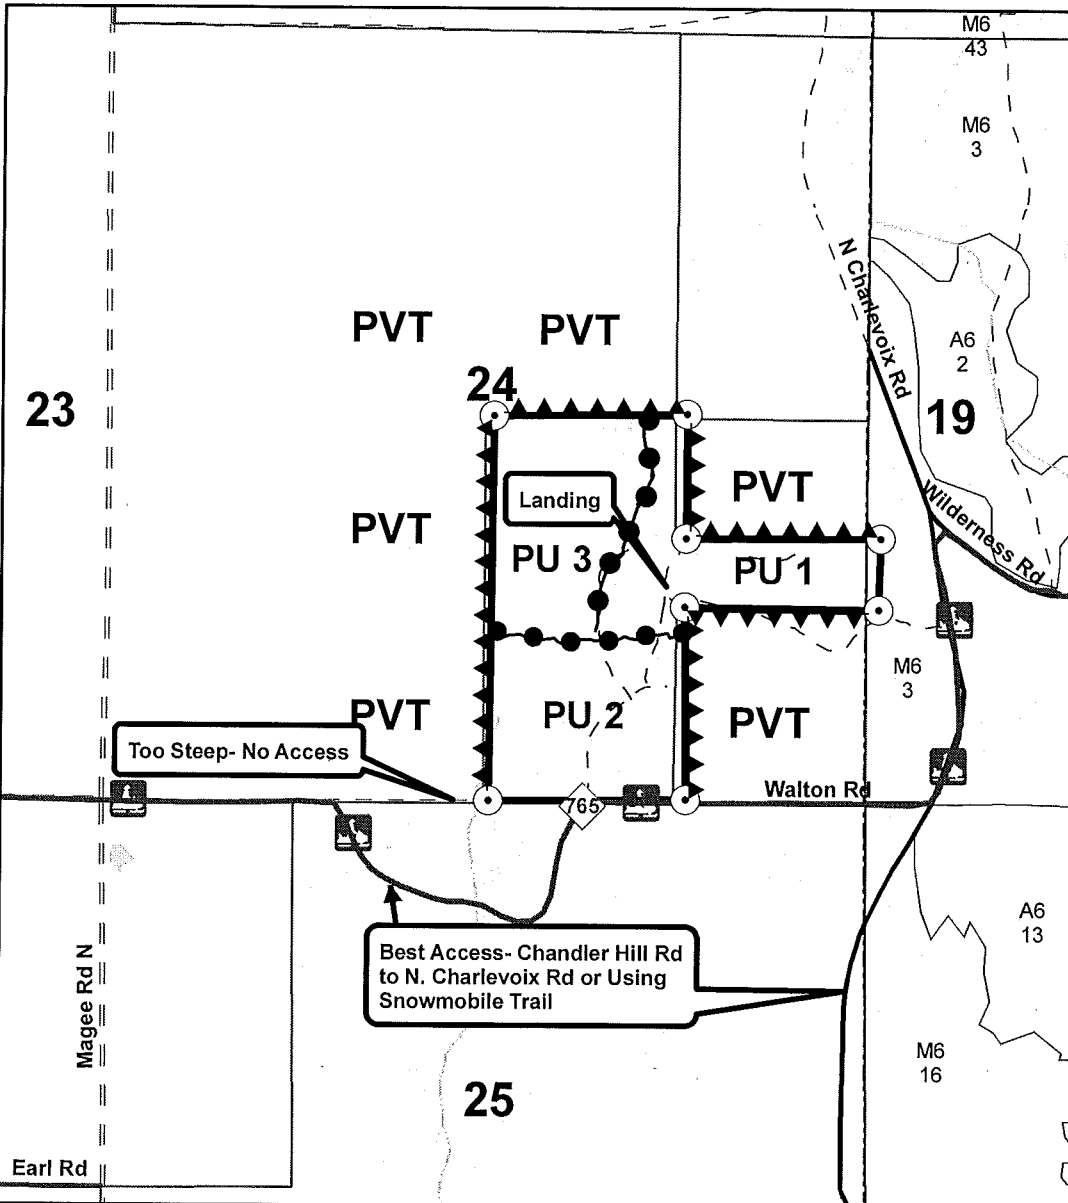 M6
43
M6
3
N Charlevoix Rd
PVT
PVT
A6
2
24
23
19
PVT
Landing
Wilderness Rd
PVT
PU 3
PU 1
M6
3
PVT
PU 2
PVT
Too Steep- No Access
Walton Rd
765
A6
13
Best Access- Chandler Hill Rd
to N. Charlevoix Rd or Using
Snowmobile Trail
Magee Rd N
M6
16
25
Earl Rd